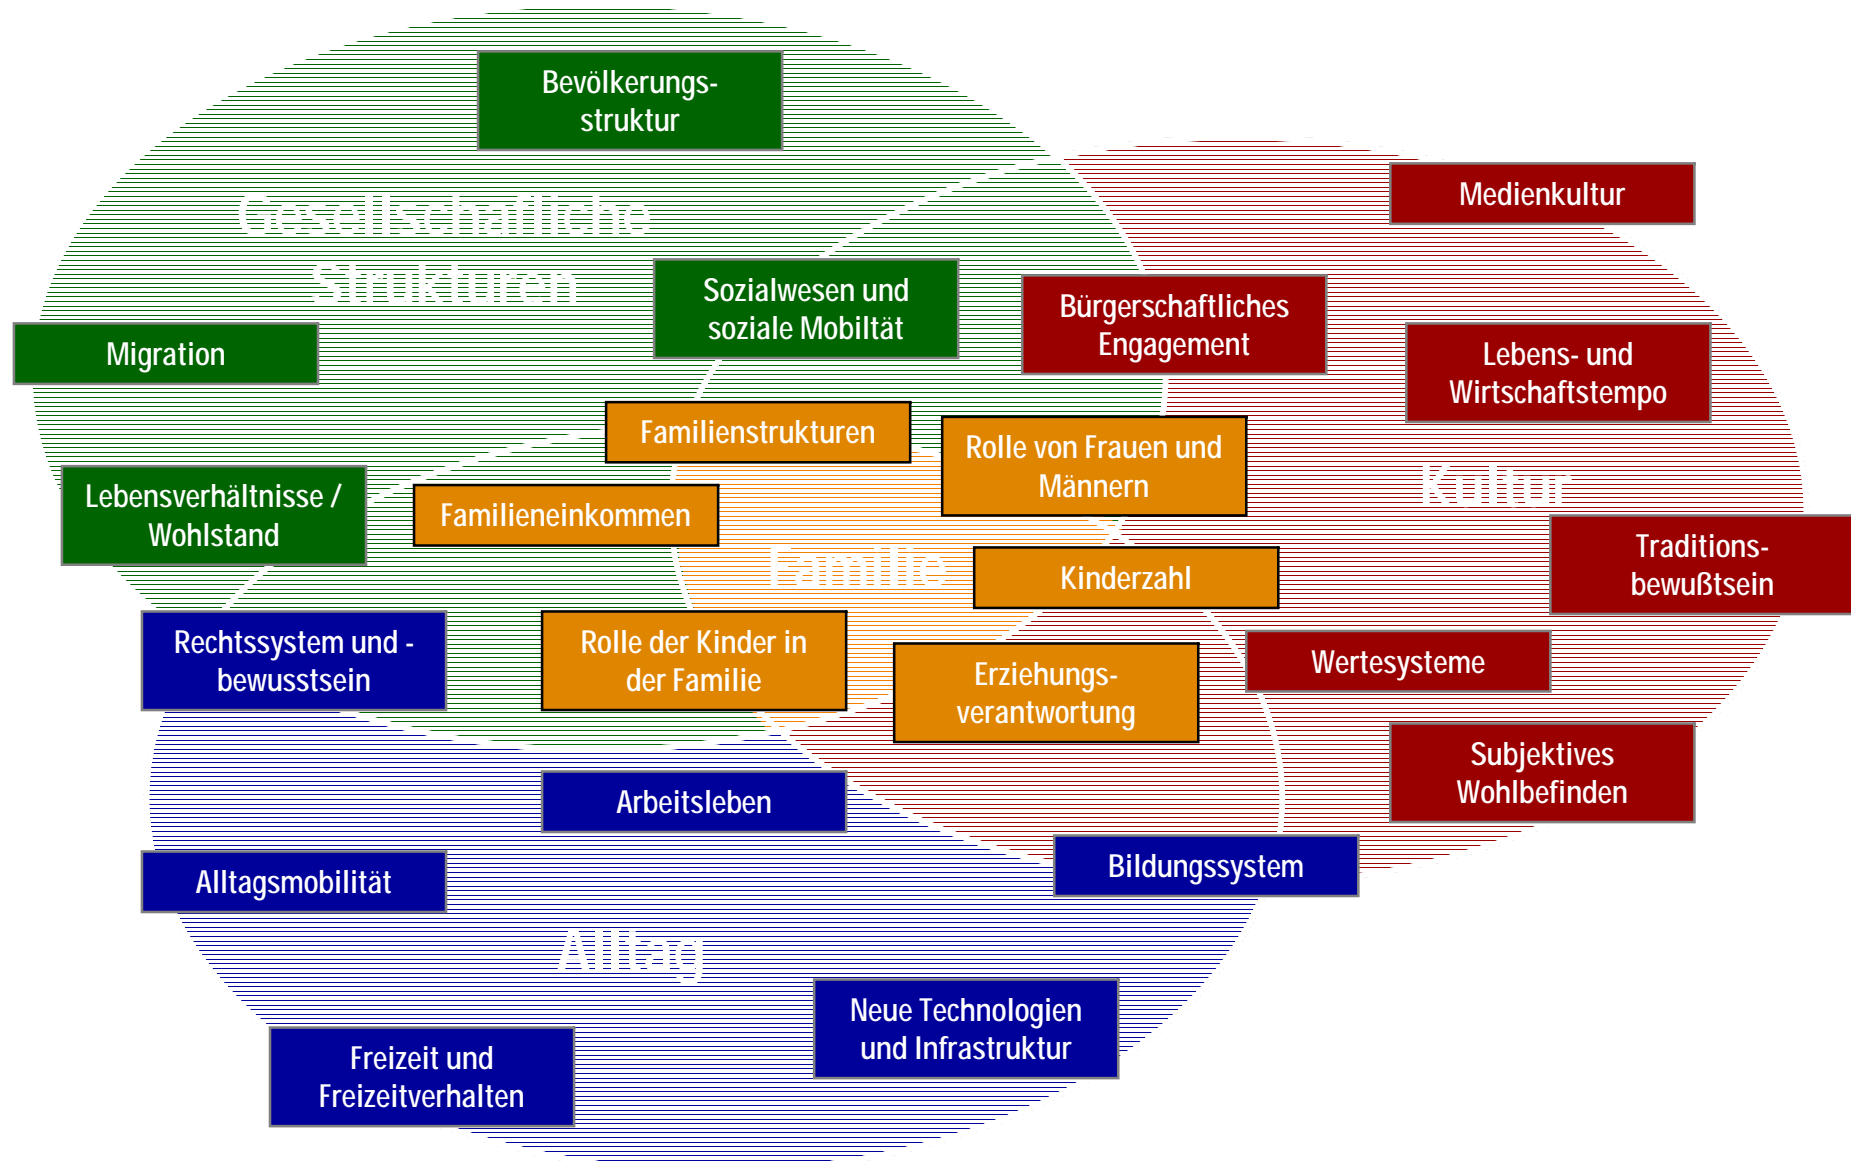 Bevölkerungs-
struktur
Medienkultur
Gesellschaftliche
Strukturen
Sozialwesen und
soziale Mobiltät
Bürgerschaftliches
Engagement
Migration
Lebens- und
Wirtschaftstempo
Familienstrukturen
Rolle von Frauen und
Männern
Lebensverhältnisse /
Wohlstand
Familieneinkommen
Kultur
Traditions-
bewußtsein
Familie
Kinderzahl
Rechtssystem und -
bewusstsein
Rolle der Kinder in
der Familie
Erziehungs-
verantwortung
Wertesysteme
Subjektives
Wohlbefinden
Arbeitsleben
Bildungssystem
Alltagsmobilität
Alltag
Neue Technologien
und Infrastruktur
Freizeit und
Freizeitverhalten